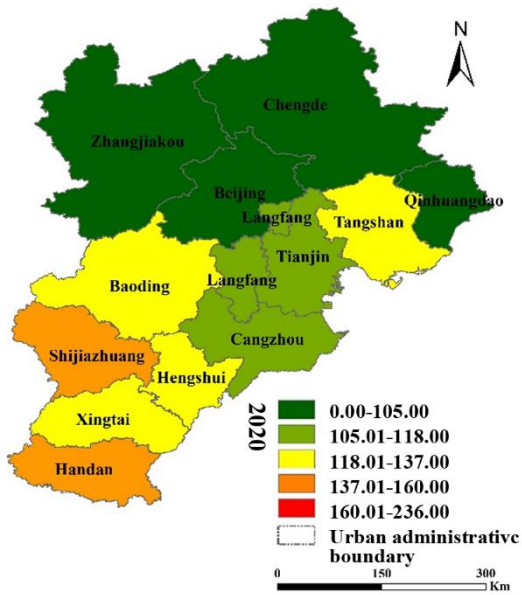 N
Chengde
Zhangjiakou
Beijing
Qinhuangdao
Langfang
Tangshan
Tianjin
Baoding
Langfang
Cangzhou
Shijiazhuang
Hengshui
Xingtai
Handan
2020
0.00-105.00
105.01-118.00
118.01-137.00
137.01-160.00
160.01-236.00
Urban administrative
boundary
0 150 300
Km